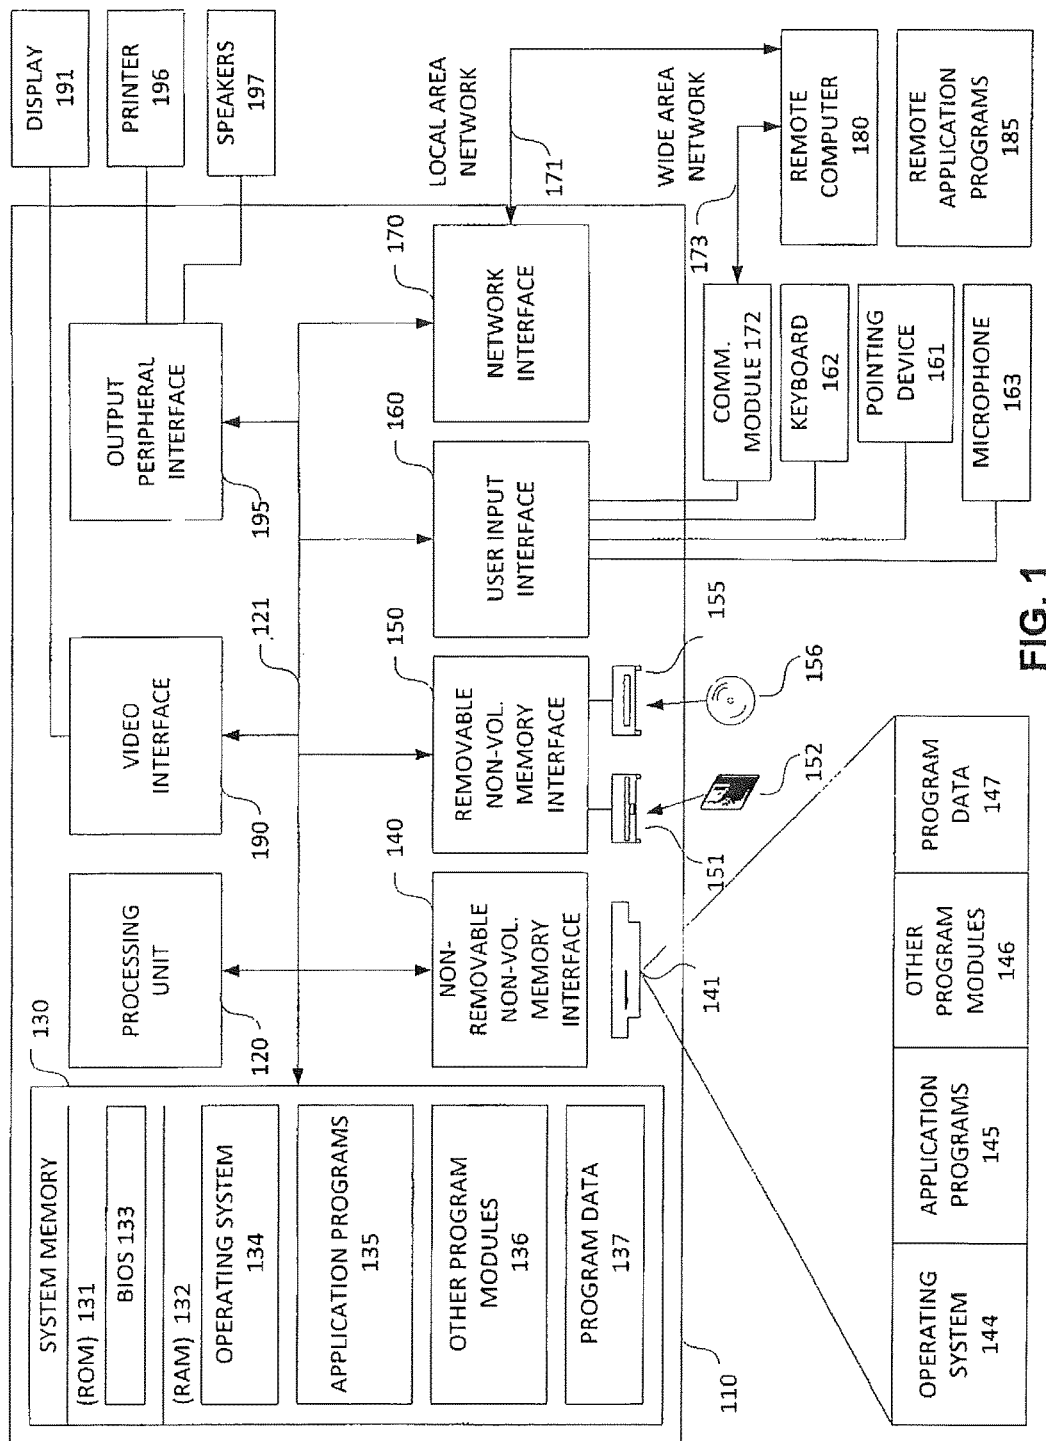 SYSTEM MEMORY
130
(ROM) 131
BIOS 133
(RAM) 132
OPERATING SYSTEM
134
APPLICATION PROGRAMS
135
OTHER PROGRAM
MODULES
136
PROGRAM DATA
137
110
PROCESSING
UNIT
120
VIDEO
INTERFACE
190
121
OUTPUT
PERIPHERAL
INTERFACE
195
DISPLAY
191
PRINTER
196
SPEAKERS
197
NON-
REMOVABLE
NON-VOL.
MEMORY
INTERFACE
140
REMOVABLE
NON-VOL.
MEMORY
INTERFACE
150
USER INPUT
INTERFACE
160
NETWORK
INTERFACE
170
LOCAL AREA
NETWORK
171
141
151
152
155
156
WIDE AREA
NETWORK
173
COMM.
MODULE 172
KEYBOARD
162
POINTING
DEVICE
161
MICROPHONE
163
REMOTE
COMPUTER
180
REMOTE
APPLICATION
PROGRAMS
185
OPERATING
SYSTEM
144
APPLICATION
PROGRAMS
145
OTHER
PROGRAM
MODULES
146
PROGRAM
DATA
147
FIG. 1